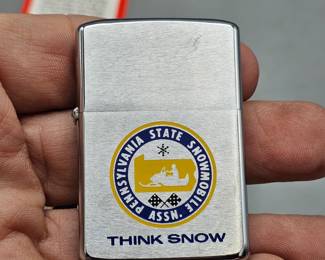 PENNSYLVANIA STATE SNOWMOBILE
ASSN.
THINK SNOW